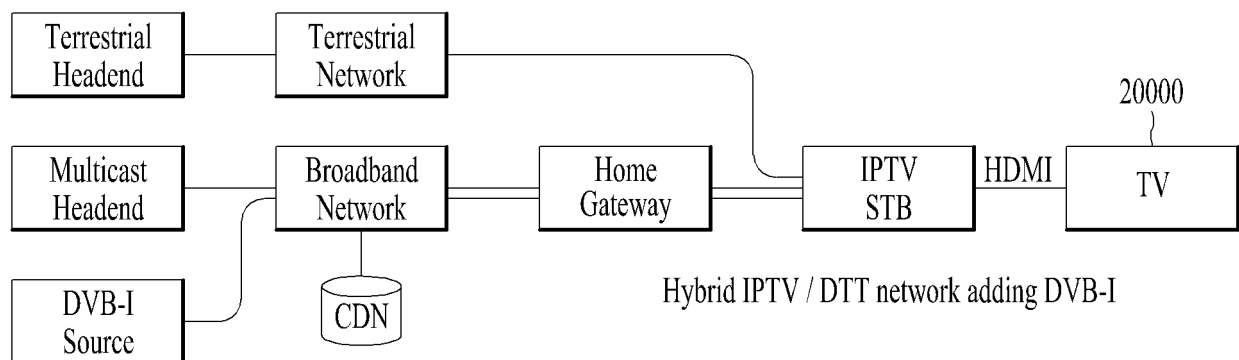 Terrestrial
Headend
Terrestrial
Network
20000
Multicast
Headend
Broadband
Network
Home
Gateway
IPTV
STB
HDMI
TV
DVB-I
Source
CDN
Hybrid IPTV / DTT network adding DVB-I